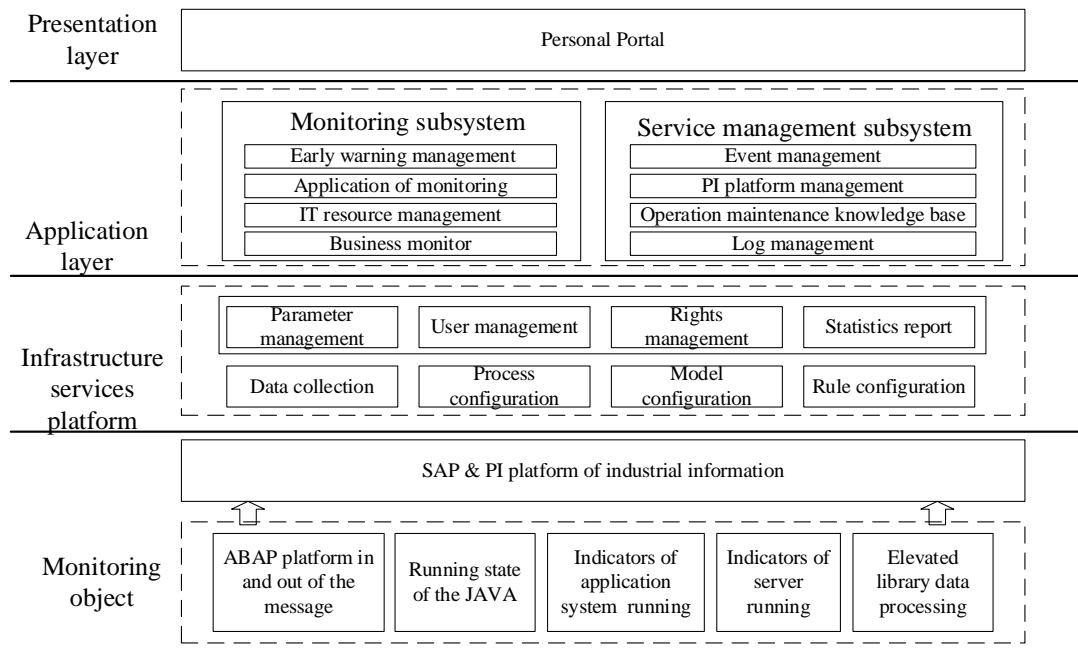 Presentation
layer
Personal Portal
Application
layer
Monitoring subsystem
Early warning management
Application of monitoring
IT resource management
Business monitor
Service management subsystem
Event management
PI platform management
Operation maintenance knowledge base
Log management
Infrastructure
services
platform
Parameter
management
User management
Rights
management
Statistics report
Data collection
Process
configuration
Model
configuration
Rule configuration
SAP & PI platform of industrial information
Monitoring
object
ABAP platform in
and out of the
message
Running state
of the JAVA
Indicators of
application
system running
Indicators of
server
running
Elevated
library data
processing